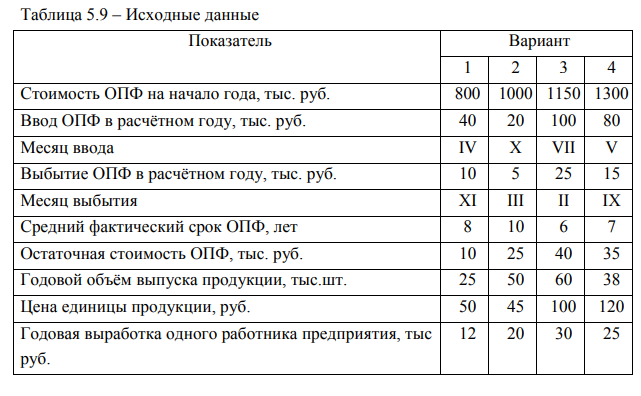 Таблица 5.9 – Исходные данные
Показатель Вариант
1 2 3 4
Стоимость ОПФ на начало года, тыс. руб. 800 1000 1150 1300
Ввод ОПФ в расчётном году, тыс. руб. 40 20 100 80
Месяц ввода IV X VII V
Выбытие ОПФ в расчётном году, тыс. руб. 10 5 25 15
Месяц выбытия XI III II IX
Средний фактический срок ОПФ, лет 8 10 6 7
Остаточная стоимость ОПФ, тыс. руб. 10 25 40 35
Годовой объём выпуска продукции, тыс.шт. 25 50 60 38
Цена единицы продукции, руб. 50 45 100 120
Годовая выработка одного работника предприятия, тыс 12 20 30 25
руб.